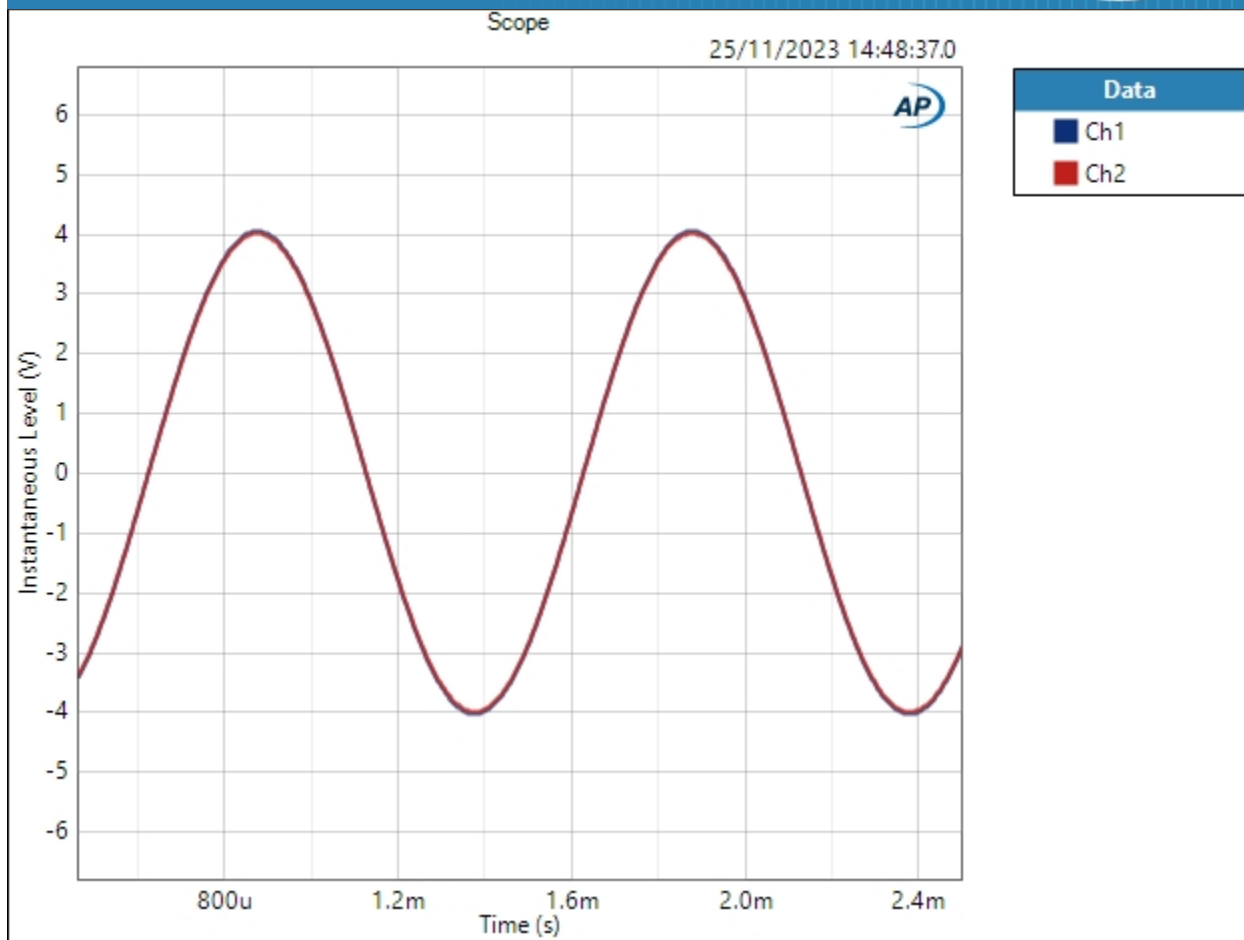 Scope
25/11/2023 14:48:37.0
AP
Data
Ch1
Ch2
Instantaneous Level (V)
6
5
4
3
2
1
0
-1
-2
-3
-4
-5
-6
800u 1.2m 1.6m 2.0m 2.4m
Time (s)